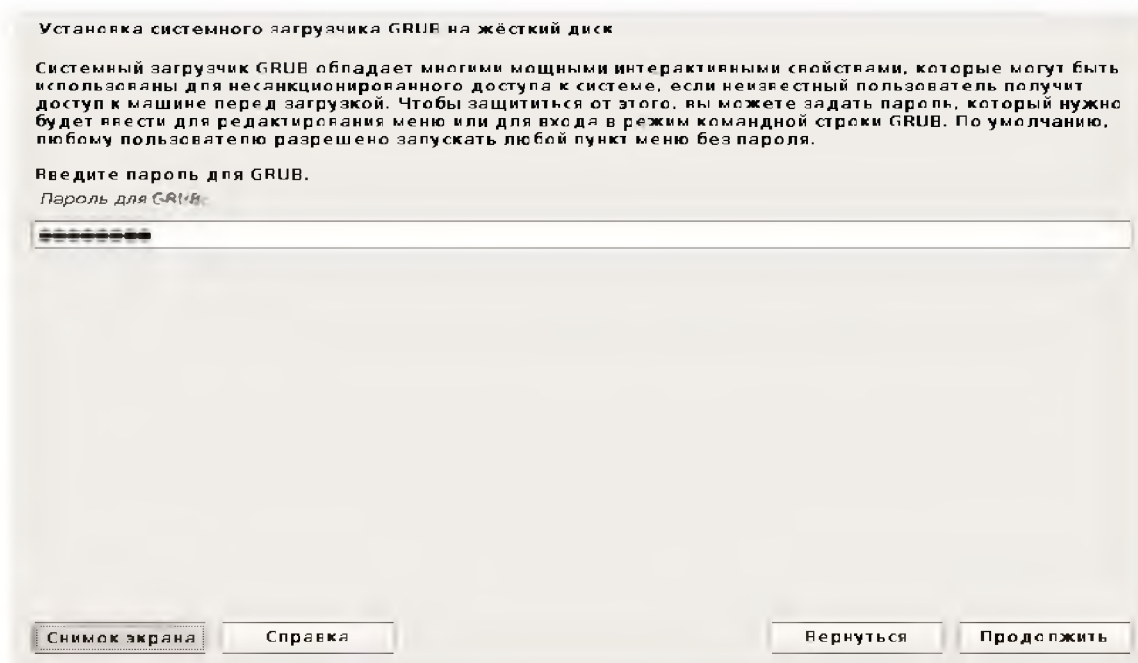 Установка системного загрузчика GRUB на жёсткий диск
Системный загрузчик GRUB обладает многими мощными интерактивными свойствами, которые могут быть
использованы для несанкционированного доступа к системе, если неизвестный пользователь получит
доступ к машине перед загрузкой. Чтобы защититься от этого, вы можете задать пароль, который нужно
будет ввести для редактирования меню или для входа в режим командной строки GRUB. По умолчанию,
любому пользователю разрешено запускать любой пункт меню без пароля.
Введите пароль для GRUB.
Пароль для GRUB:
Снимок экрана
Справка
Вернуться
Продолжить